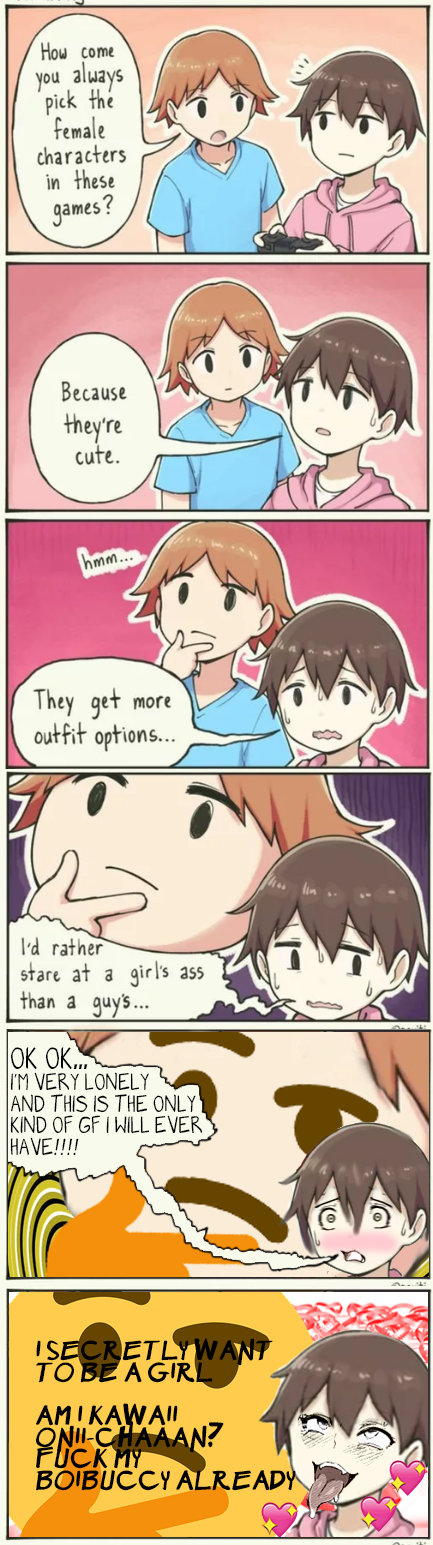 How come
you always
pick the
female
characters
in these
games?
Because
they're
cute.
hmm...
They get more
outfit options...
I'd rather
stare at a girl's ass
than a guy's...
OK OK,,,
I'M VERY LONELY
AND THIS IS THE ONLY
KIND OF GF I WILL EVER
HAVE!!!!
I SECRETLY WANT
TO BE A GIRL
AM I KAWAII
ONII-CHAAAN?
FUCK MY
BOIBUCCY ALREADY